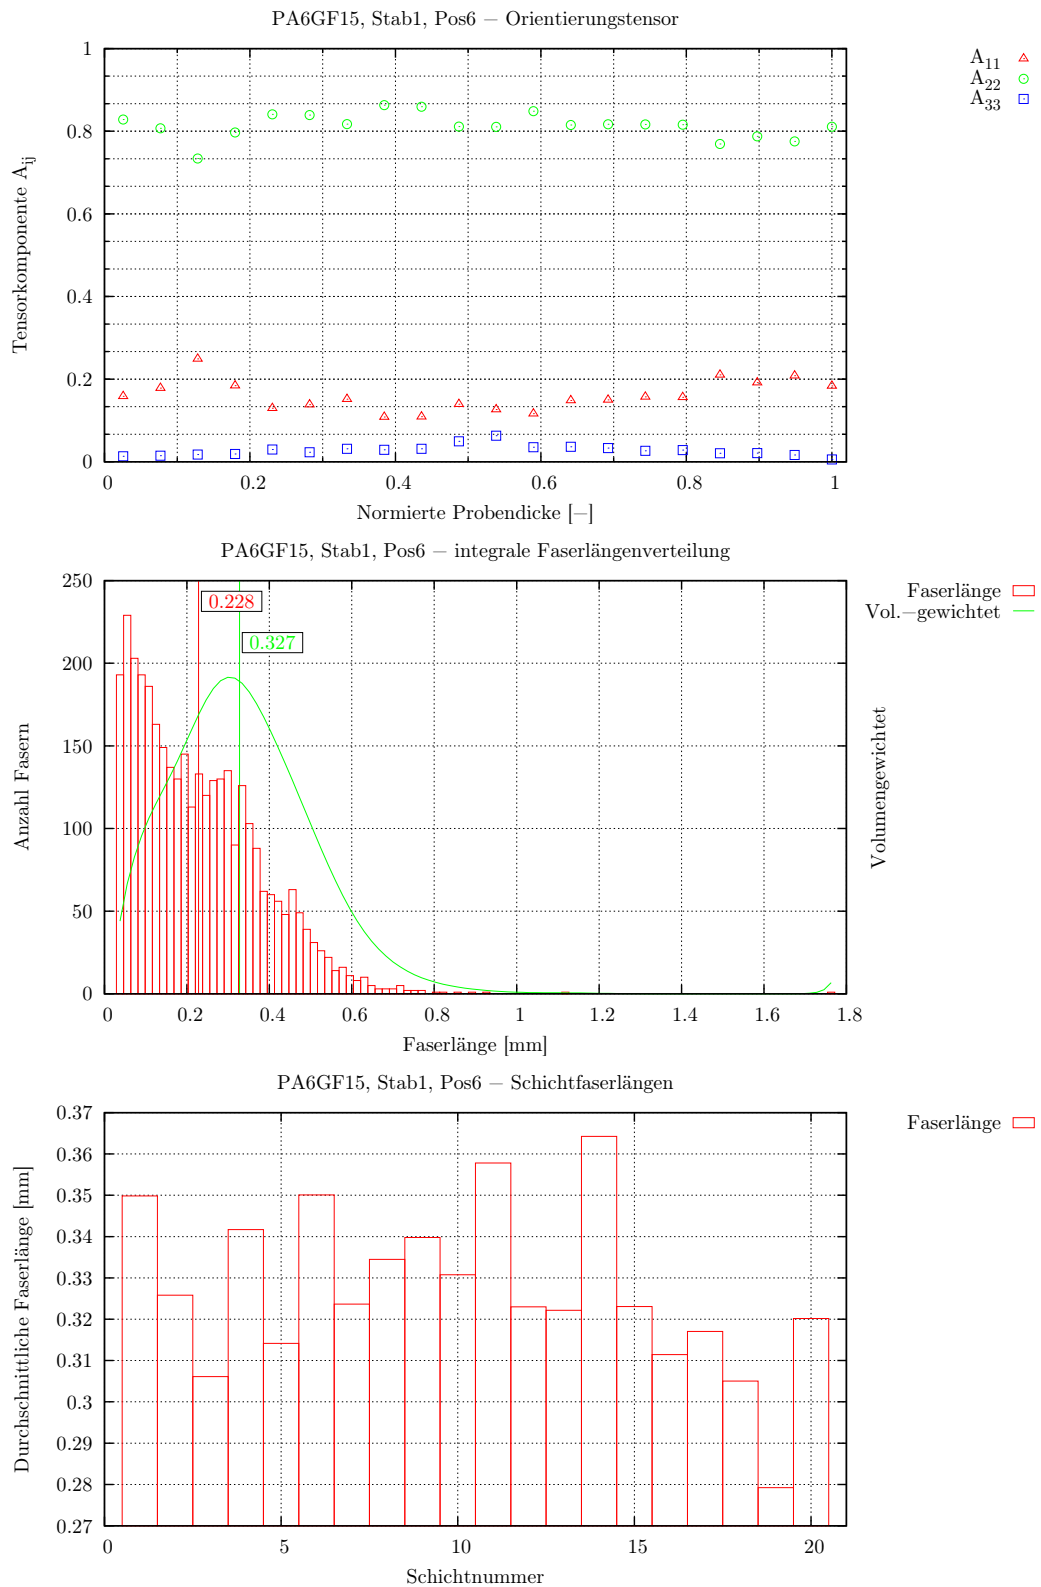 PA6GF15, Stab1, Pos6 − Orientierungstensor
A11
A22
A33
Tensorkomponente Aij
1
0.8
0.6
0.4
0.2
0
0 0.2 0.4 0.6 0.8 1
Normierte Probendicke [−]
PA6GF15, Stab1, Pos6 − integrale Faserlängenverteilung
Faserlänge
Vol.−gewichtet
0.228
0.327
Anzahl Fasern
Volumengewichtet
250
200
150
100
50
0
0 0.2 0.4 0.6 0.8 1 1.2 1.4 1.6 1.8
Faserlänge [mm]
PA6GF15, Stab1, Pos6 − Schichtfaserlängen
Faserlänge
Durchschnittliche Faserlänge [mm]
0.37
0.36
0.35
0.34
0.33
0.32
0.31
0.3
0.29
0.28
0.27
0 5 10 15 20
Schichtnummer